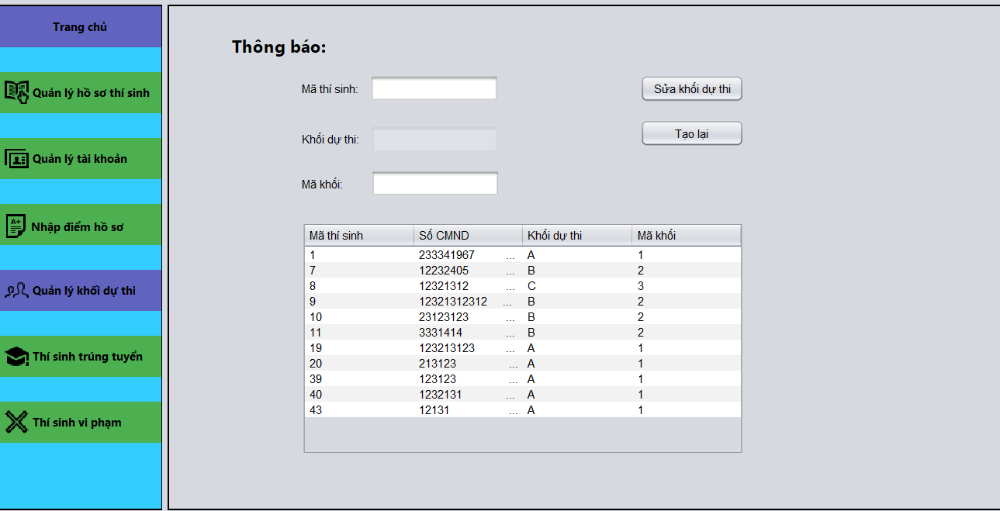 Trang chủ
Quản lý hồ sơ thí sinh
Quản lý tài khoản
A+
Nhập điểm hồ sơ
Quản lý khối dự thi
Thí sinh trúng tuyển
Thí sinh vi phạm
Thông báo:
Mã thí sinh:
Sửa khối dự thi
Khối dự thi:
Tạo lại
Mã khối:
Mã thí sinh Số CMND Khối dự thi Mã khối
1 233341967 ... A 1
7 12232405 ... B 2
8 12321312 ... C 3
9 12321312312 ... B 2
10 23123123 ... B 2
11 3331414 ... B 2
19 123213123 ... A 1
20 213123 ... A 1
39 123123 ... A 1
40 1232131 ... A 1
43 12131 ... A 1